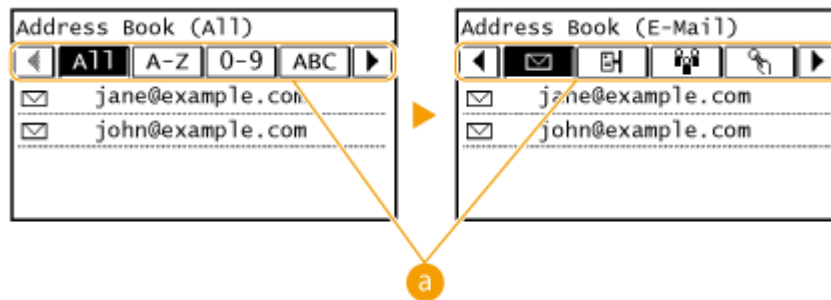 Address Book (All)
All A-Z 0-9 ABC
jane@example.com
john@example.com
Address Book (E-Mail)
jane@example.com
john@example.com
a